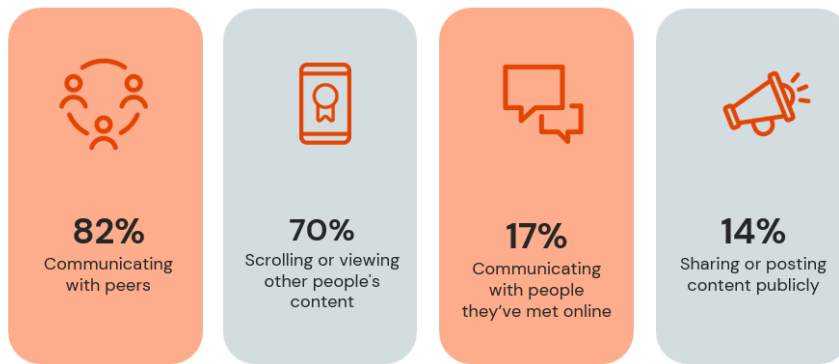 82%
Communicating
with peers
70%
Scrolling or viewing
other people's
content
17%
Communicating
with people
they’ve met online
14%
Sharing or posting
content publicly